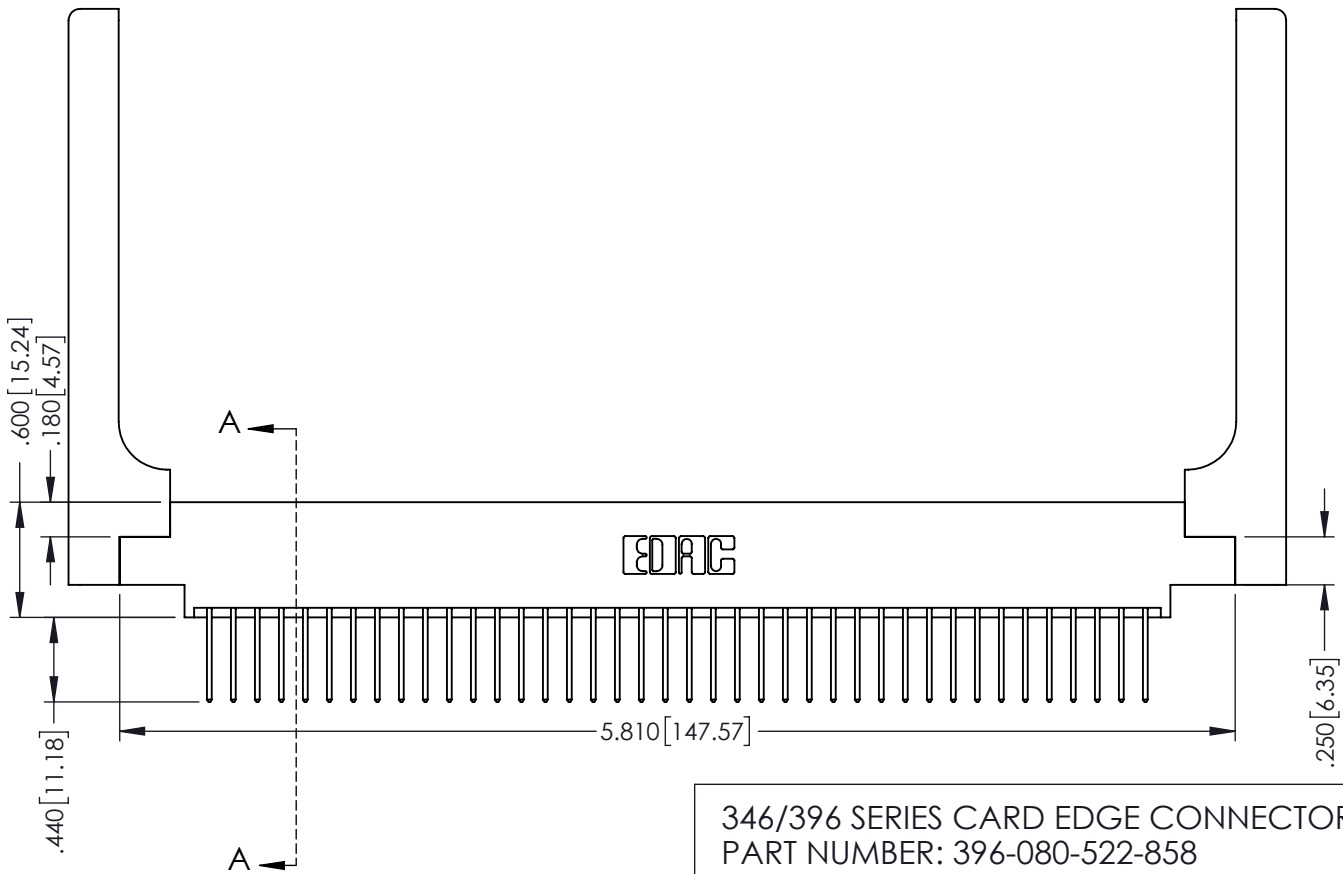 .600 [15.24]
.180 [4.57]
A
EDAC
.250 [6.35]
5.810 [147.57]
.440 [11.18]
A
346/396 SERIES CARD EDGE CONNECTOR
PART NUMBER: 396-080-522-858